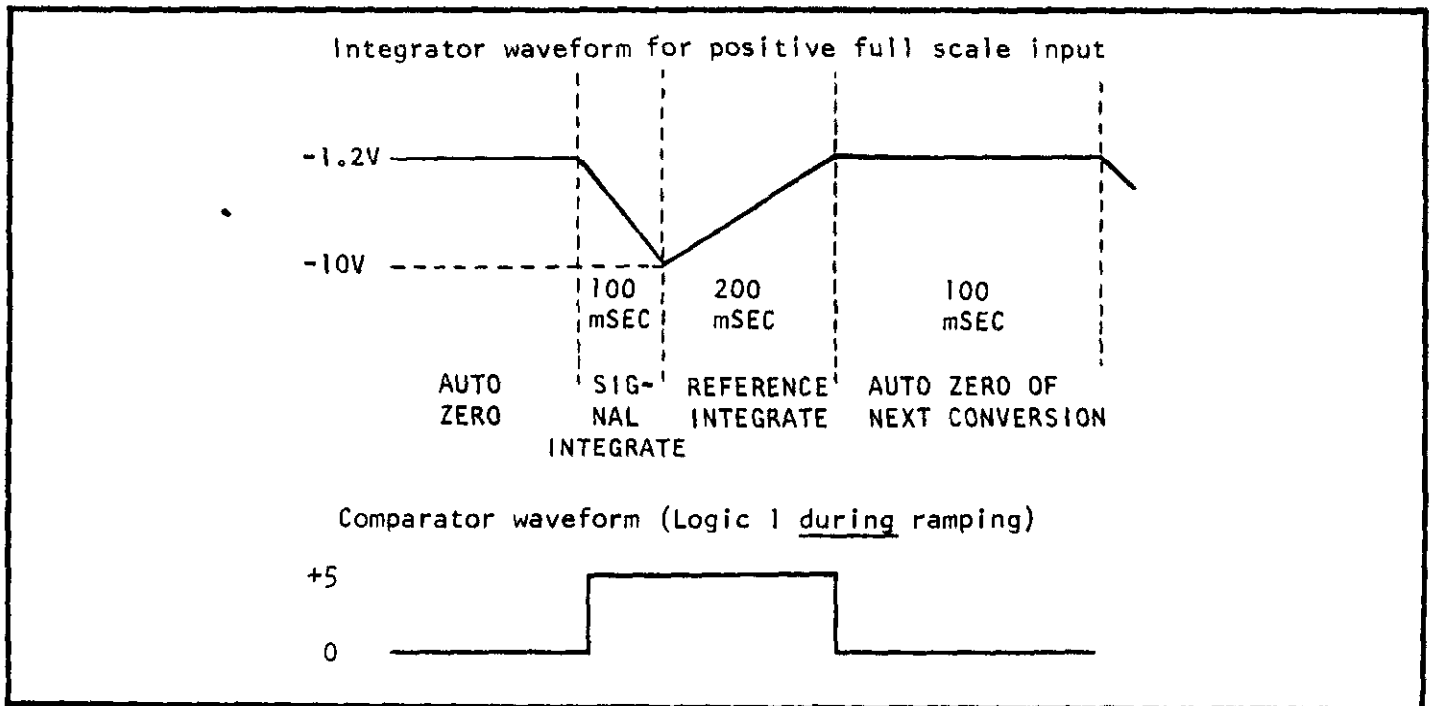 Integrator waveform for positive full scale input
-1.2V
-10V
100 mSEC
200 mSEC
100 mSEC
AUTO ZERO
SIG- NAL INTEGRATE
REFERENCE INTEGRATE
AUTO ZERO OF NEXT CONVERSION
Comparator waveform (Logic 1 during ramping)
+5
0